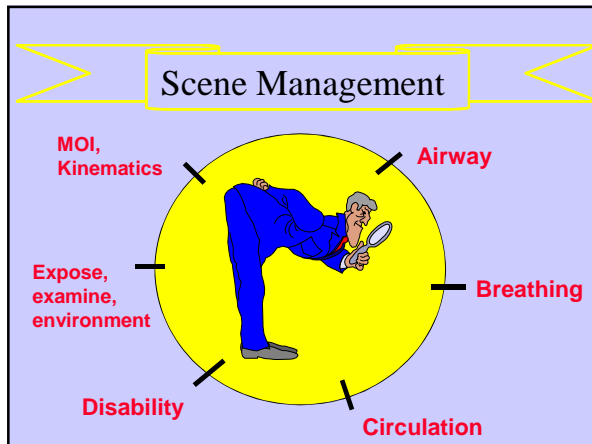 Scene Management
MOI,
Kinematics
Airway
Expose,
examine,
environment
Breathing
Disability
Circulation